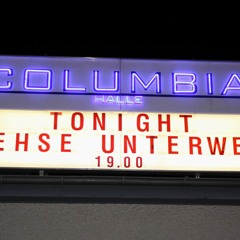 COLUMBIA
HALLE
TONIGHT
EHSE UNTERWE
19.00